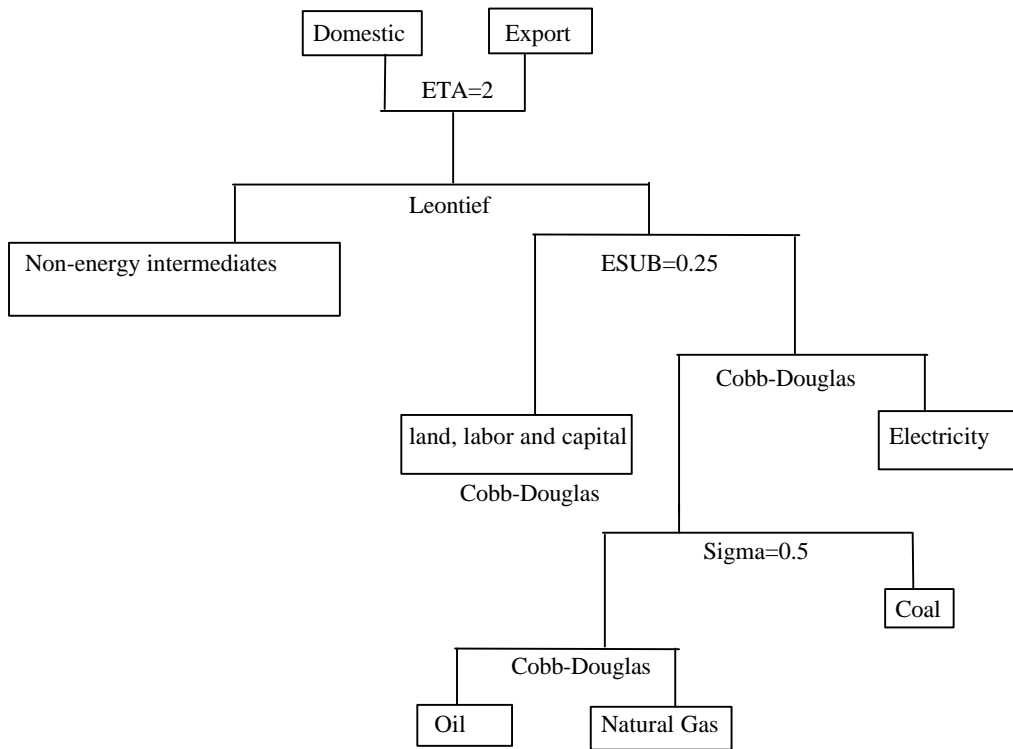 Domestic
Export
ETA=2
Leontief
Non-energy intermediates
ESUB=0.25
Cobb-Douglas
land, labor and capital
Electricity
Cobb-Douglas
Sigma=0.5
Coal
Cobb-Douglas
Oil
Natural Gas